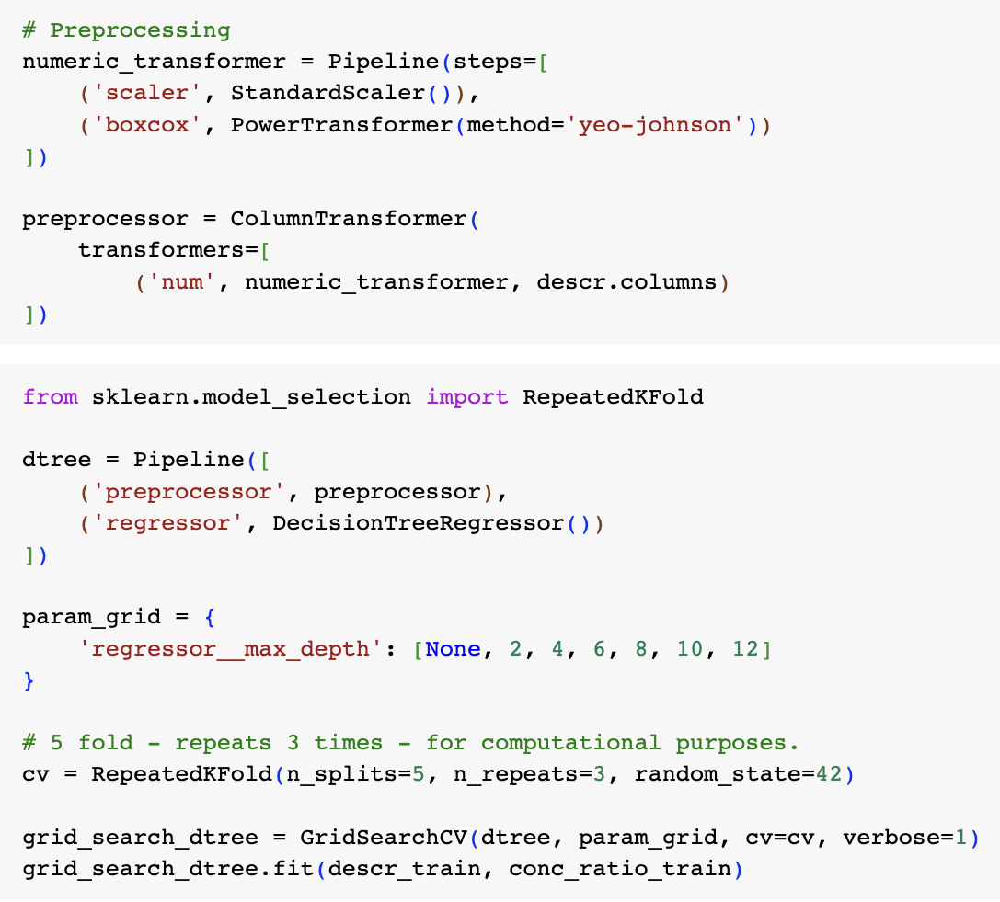 # Preprocessing
numeric_transformer = Pipeline(steps=[
    ('scaler', StandardScaler()),
    ('boxcox', PowerTransformer(method='yeo-johnson'))
])

preprocessor = ColumnTransformer(
    transformers=[
        ('num', numeric_transformer, descr.columns)
])

from sklearn.model_selection import RepeatedKFold

dtree = Pipeline([
    ('preprocessor', preprocessor),
    ('regressor', DecisionTreeRegressor())
])

param_grid = {
    'regressor__max_depth': [None, 2, 4, 6, 8, 10, 12]
}

# 5 fold - repeats 3 times - for computational purposes.
cv = RepeatedKFold(n_splits=5, n_repeats=3, random_state=42)

grid_search_dtree = GridSearchCV(dtree, param_grid, cv=cv, verbose=1)
grid_search_dtree.fit(descr_train, conc_ratio_train)